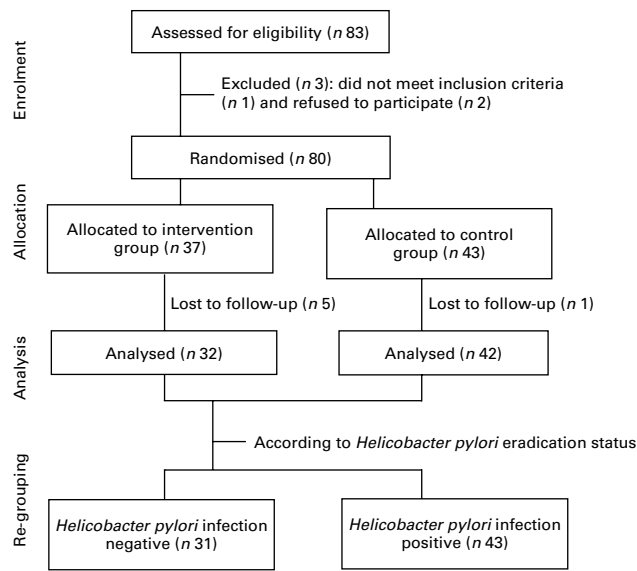 Enrolment
Assessed for eligibility (n 83)
Excluded (n 3): did not meet inclusion criteria
(n 1) and refused to participate (n 2)
Randomised (n 80)
Allocation
Allocated to intervention
group (n 37)
Allocated to control
group (n 43)
Lost to follow-up (n 5)
Lost to follow-up (n 1)
Analysis
Analysed (n 32)
Analysed (n 42)
According to Helicobacter pylori eradication status
Re-grouping
Helicobacter pylori infection
negative (n 31)
Helicobacter pylori infection
positive (n 43)